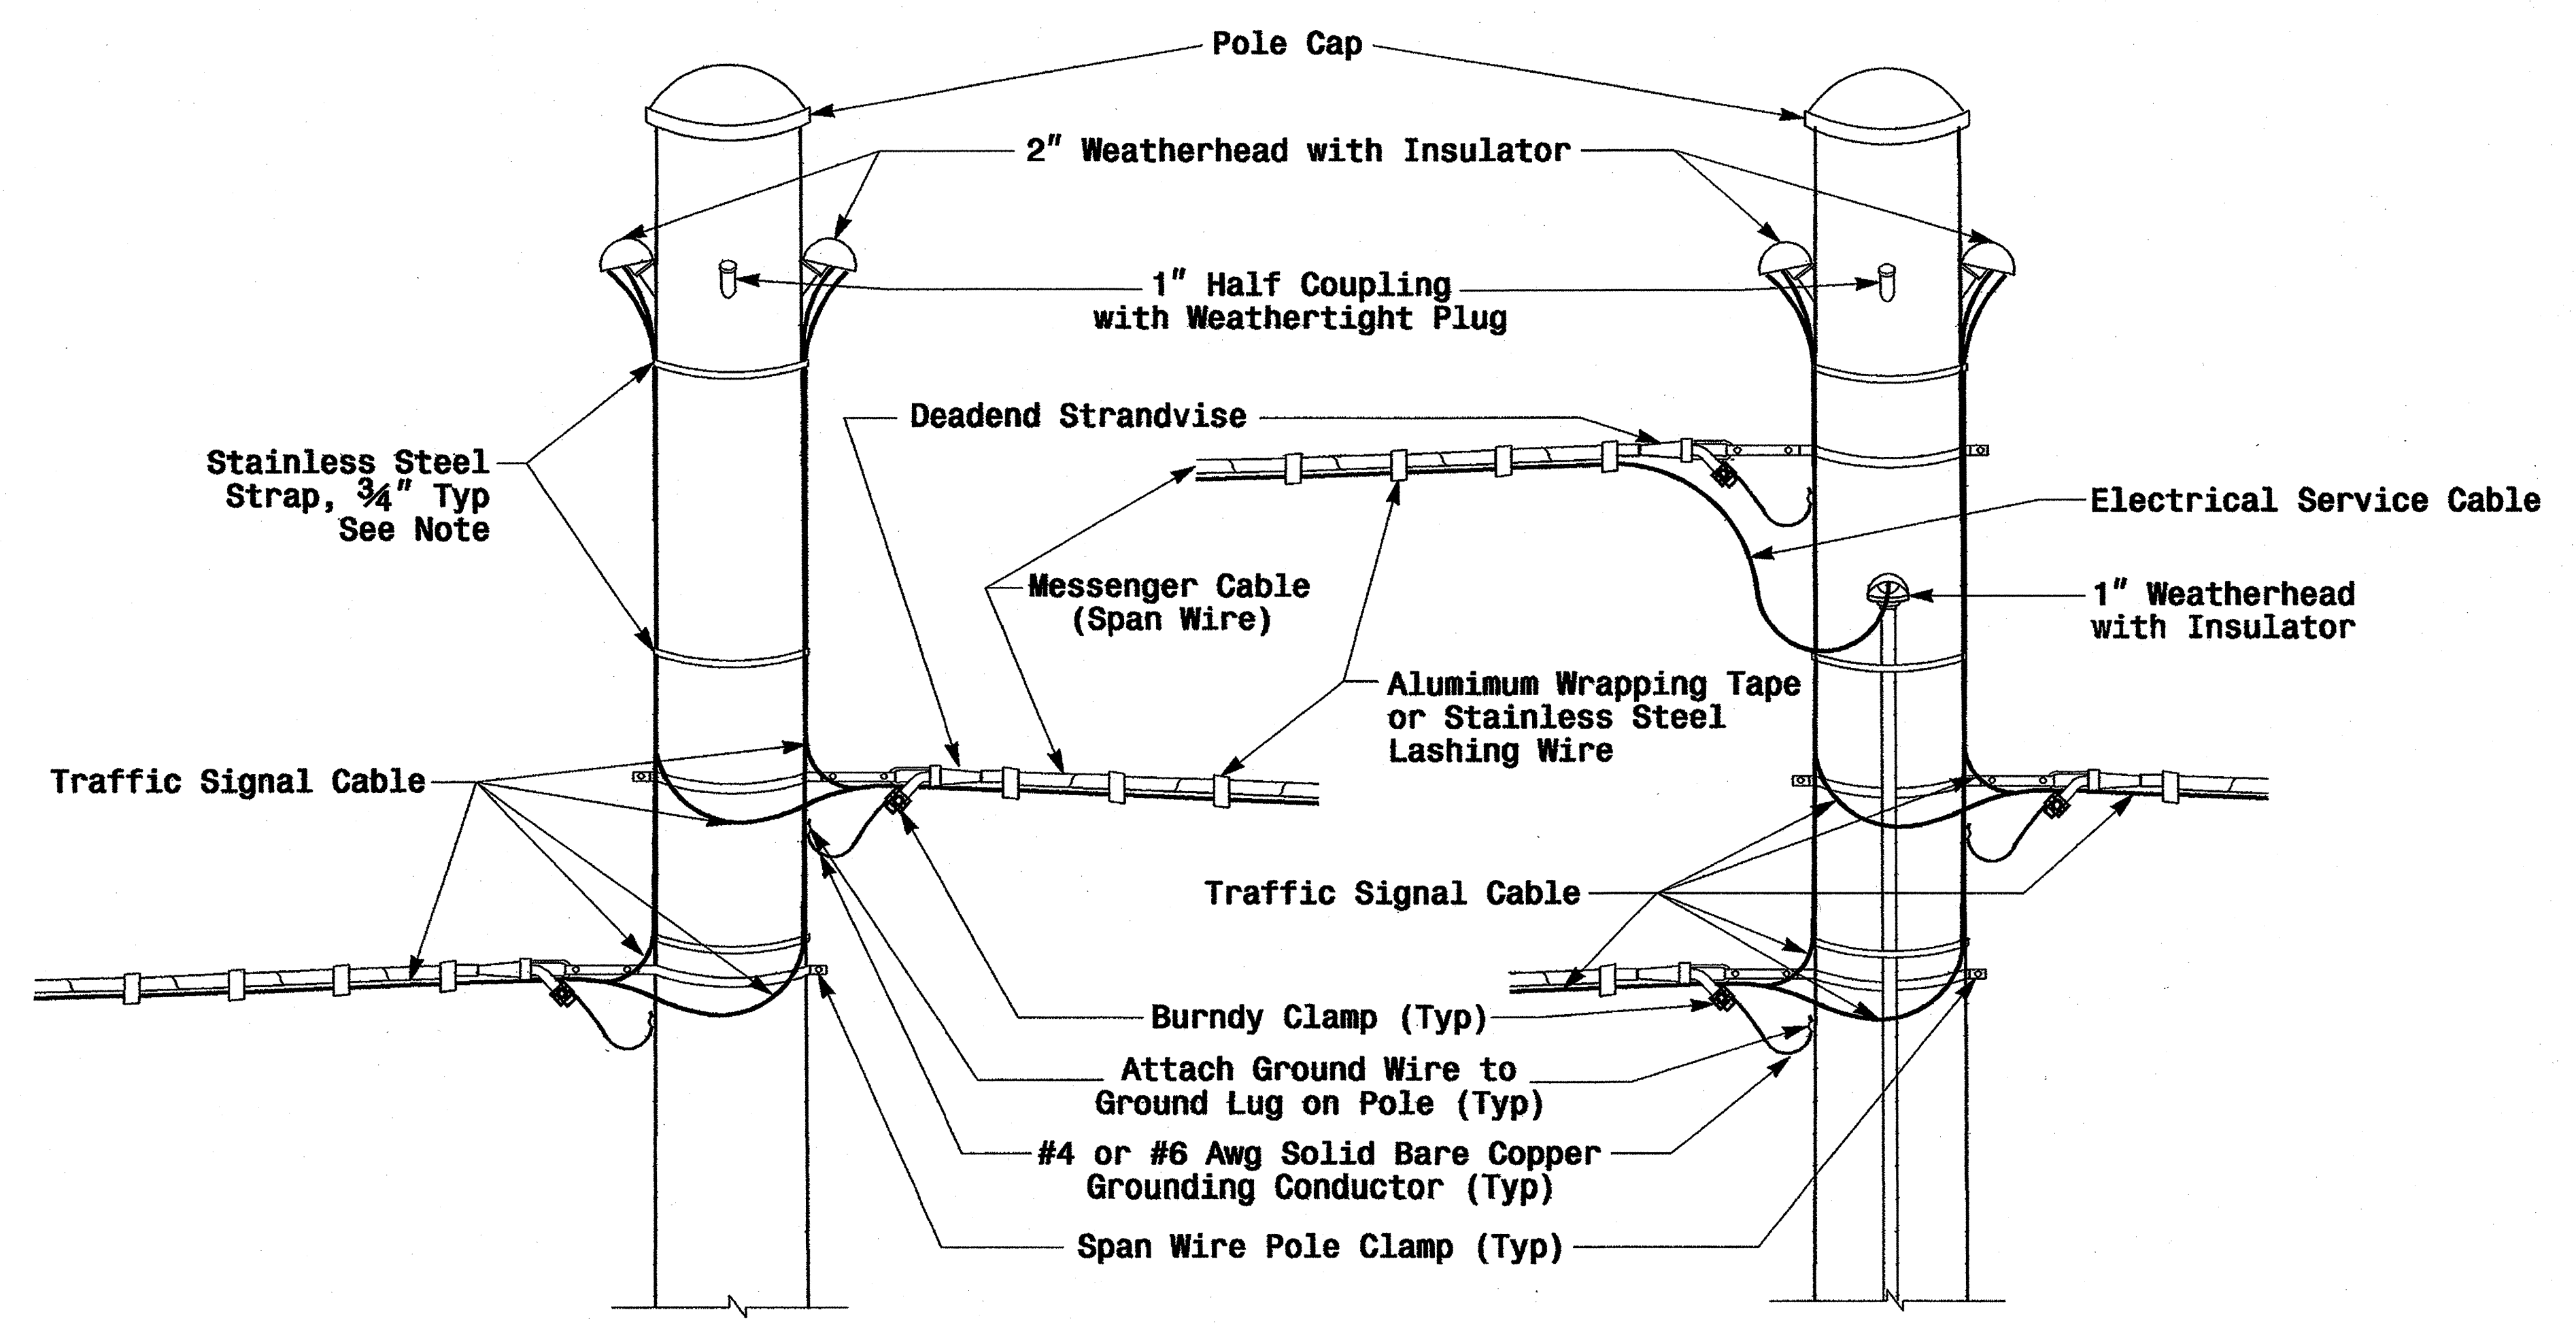 Pole Cap
2" Weatherhead with Insulator
1" Half Coupling
with Weathertight Plug
Deadend Strandvise
Stainless Steel
Strap, ¾" Typ
See Note
Electrical Service Cable
Messenger Cable
(Span Wire)
1" Weatherhead
with Insulator
Alumimum Wrapping Tape
or Stainless Steel
Lashing Wire
Traffic Signal Cable
Traffic Signal Cable
Burndy Clamp (Typ)
Attach Ground Wire to
Ground Lug on Pole (Typ)
#4 or #6 Awg Solid Bare Copper
Grounding Conductor (Typ)
Span Wire Pole Clamp (Typ)